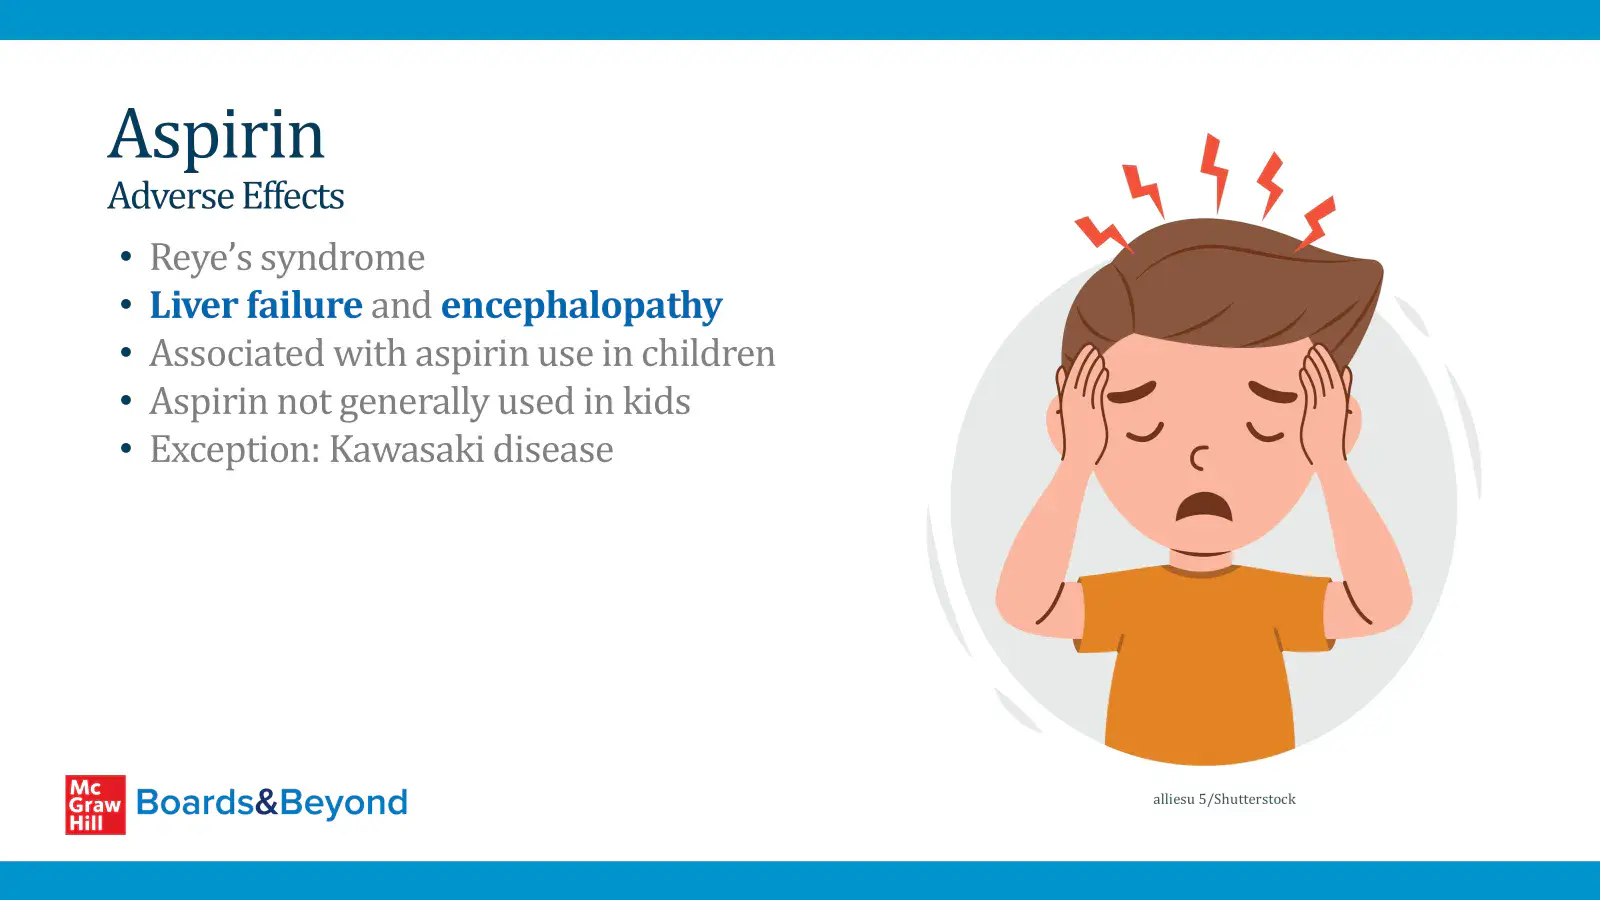 Aspirin
Adverse Effects
• Reye’s syndrome
• Liver failure and encephalopathy
• Associated with aspirin use in children
• Aspirin not generally used in kids
• Exception: Kawasaki disease
Mc
Graw
Hill
Boards&Beyond
alliesu 5/Shutterstock